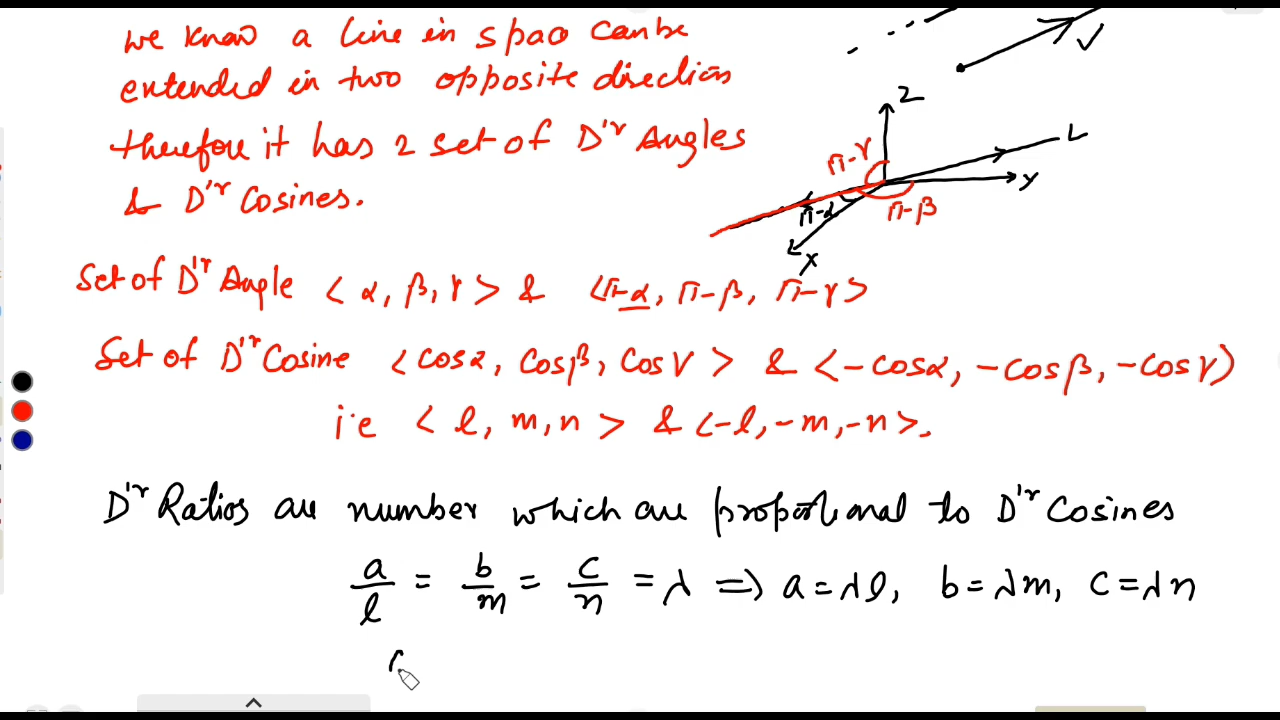 we know a line in spac can be
extended in two opposite direction
therefore it has 2 set of D'r Angles
& D'r Cosines.
Z
L
Y
X
π-γ
π-α
π-β
Set of D'r Angle < α, β, γ > & <π-α, π-β, π-γ>
Set of D'r Cosine < cosα, Cosβ, Cosγ > & <-cosα, -cosβ, -cosγ)
i.e < l, m, n > & <-l, -m, -n>.
D'r Ratios are number which are proportional to D'r Cosines
a/l = b/m = c/n = λ => a = λl, b = λm, c = λn